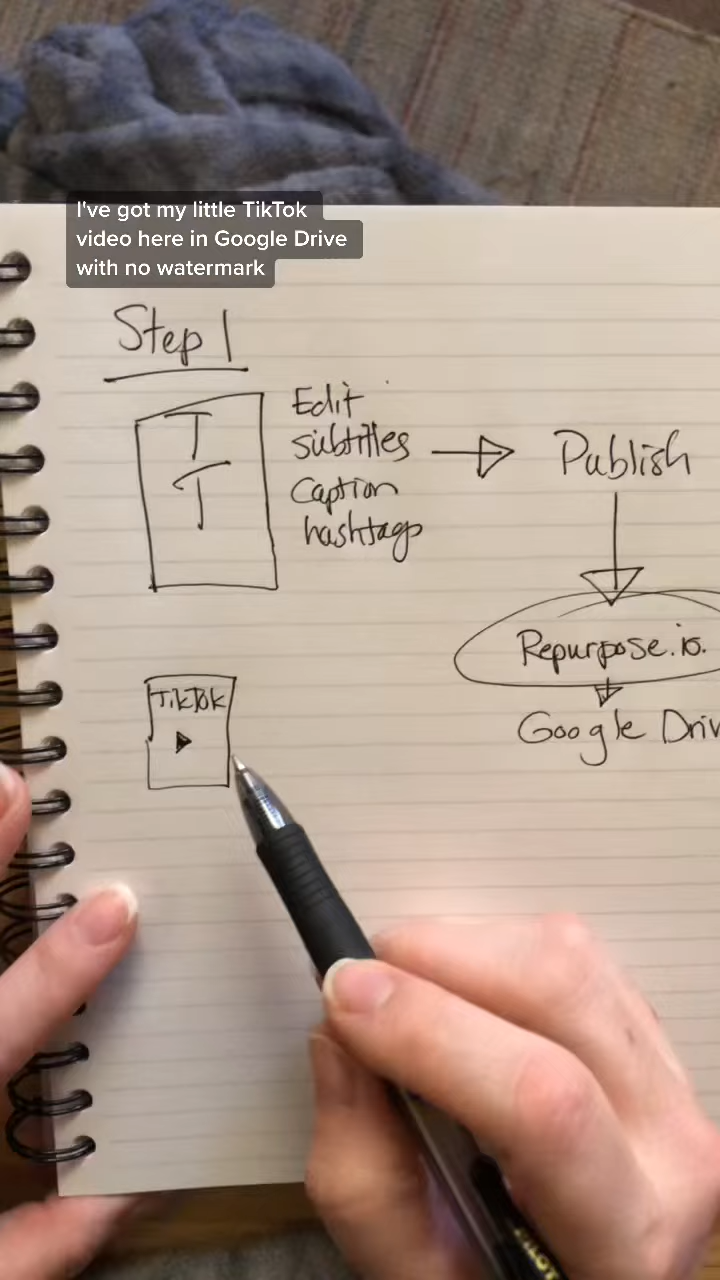 I've got my little TikTok
video here in Google Drive
with no watermark
Step 1
T
T
Edit
subtitles
Caption
hashtags
Publish
Repurpose.io.
Google Driv
TikTok